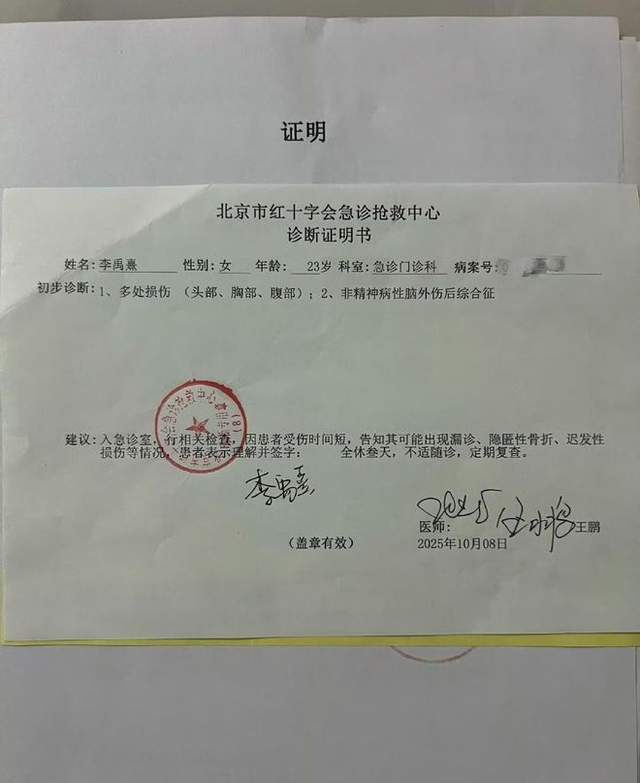 证明
北京市红十字会急诊抢救中心
诊断证明书
姓名:李禹熹 性别:女 年龄: 23岁 科室:急诊门诊科 病案号:
初步诊断:1、多处损伤 （头部、胸部、腹部）；2、非精神病性脑外伤后综合征
建议:入急诊室，行相关检查，因患者受伤时间短，告知其可能出现漏诊、隐匿性骨折、迟发性
损伤等情况，患者表示理解并签字: 全休叁天，不适随诊，定期复查。
李禹熹
医师: 王鹏
（盖章有效） 2025年10月08日